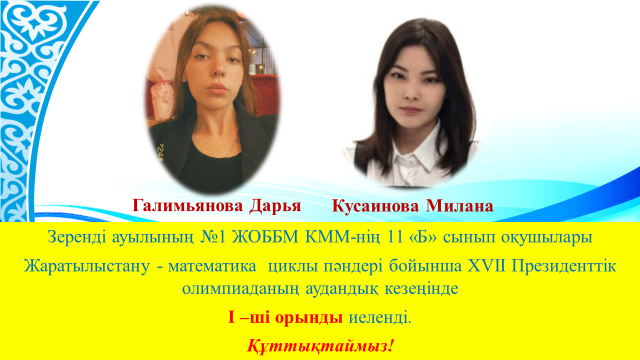 Галимьянова Дарья Кусаинова Милана
Зеренді ауылының №1 ЖОББМ КММ-нің 11 «Б» сынып оқушылары
Жаратылыстану - математика циклы пәндері бойынша XVII Президенттік
олимпиаданың аудандық кезеңінде
І –ші орынды иеленді.
Құттықтаймыз!